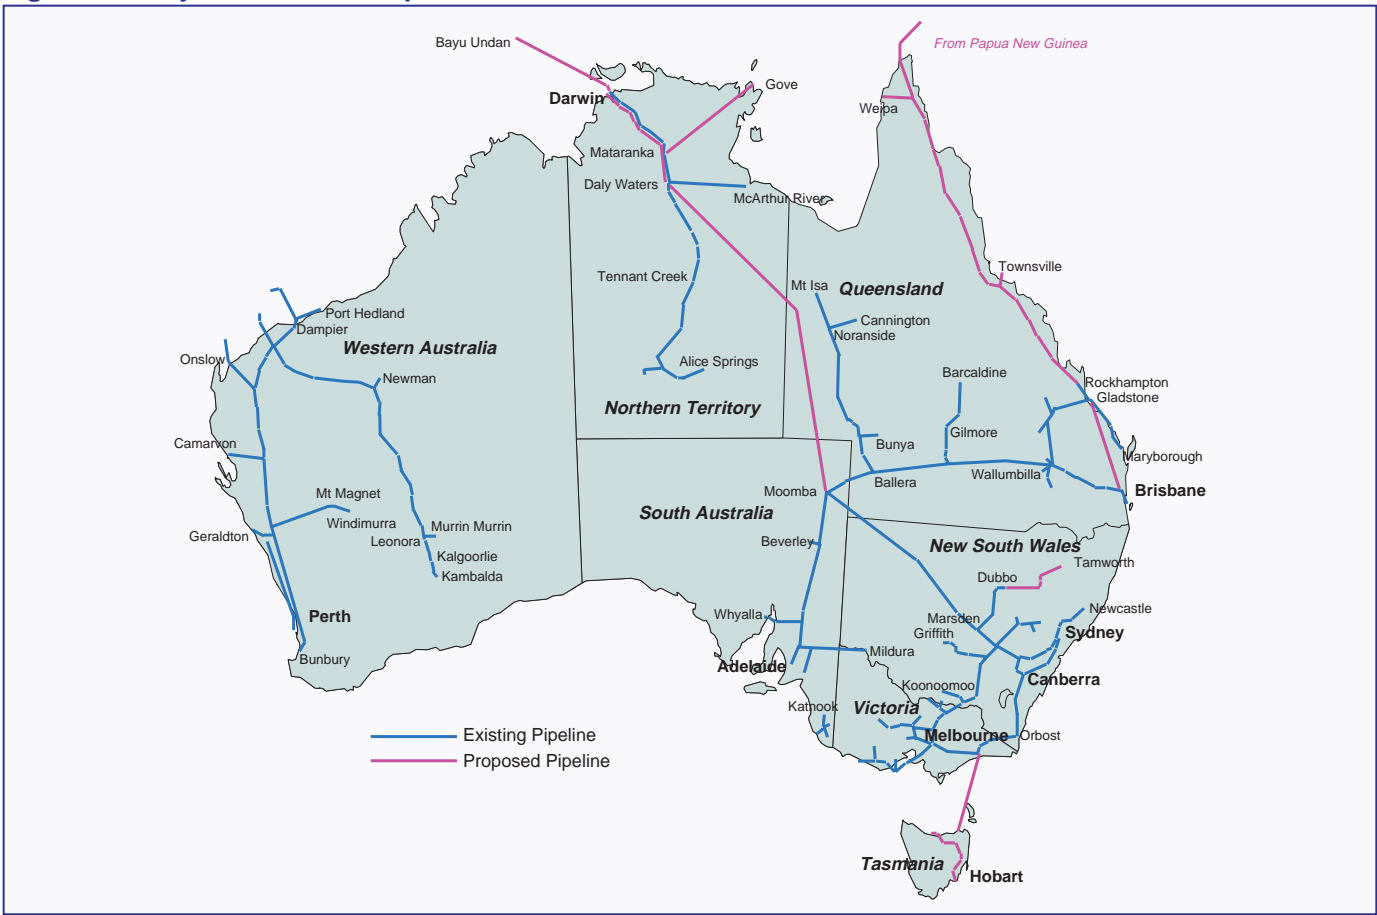 From Papua New Guinea
Bayu Undan
Gove
Darwin
Weipa
Mataranka
Daly Waters
McArthur River
Townsville
Tennant Creek
Mt Isa
Queensland
Port Hedland
Dampier
Cannington
Noranside
Western Australia
Onslow
Alice Springs
Newman
Barcaldine
Rockhampton
Gladstone
Northern Territory
Camarvon
Bunya
Gilmore
Maryborough
Wallumbilla
Ballera
Moomba
Brisbane
Mt Magnet
South Australia
Windimurra
Murrin Murrin
Geraldton
Leonora
Beverley
New South Wales
Kalgoorlie
Tamworth
Kambalda
Dubbo
Perth
Whyalla
Marsden
Newcastle
Griffith
Sydney
Bunbury
Mildura
Adelaide
Canberra
Koonoomoo
Katnook
Victoria
Existing Pipeline
Melbourne
Orbost
Proposed Pipeline
Tasmania
Hobart